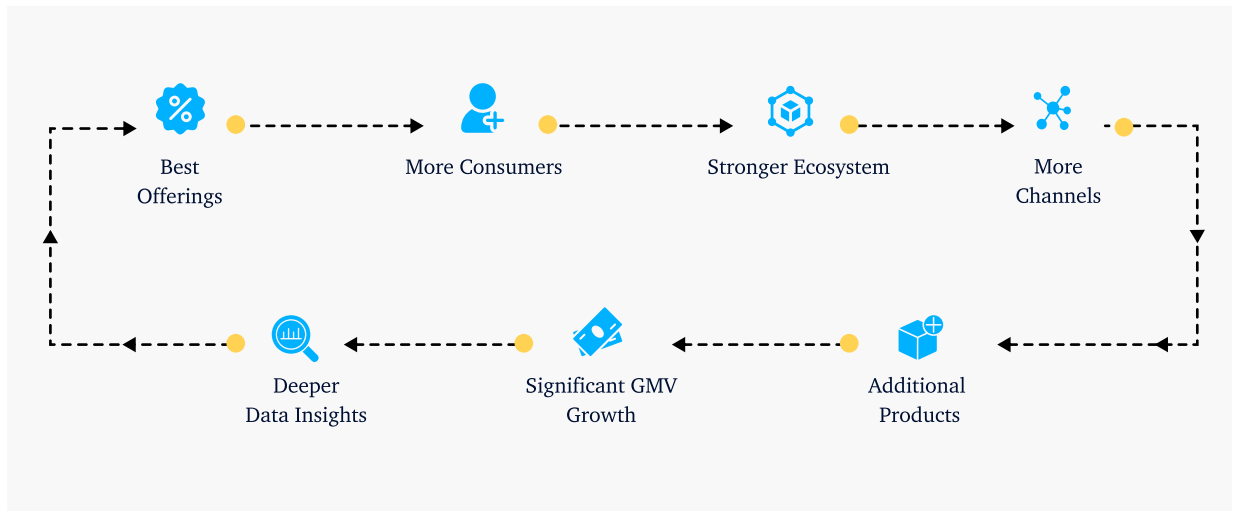 Best
Offerings
More Consumers
Stronger Ecosystem
More
Channels
Deeper
Data Insights
Significant GMV
Growth
Additional
Products